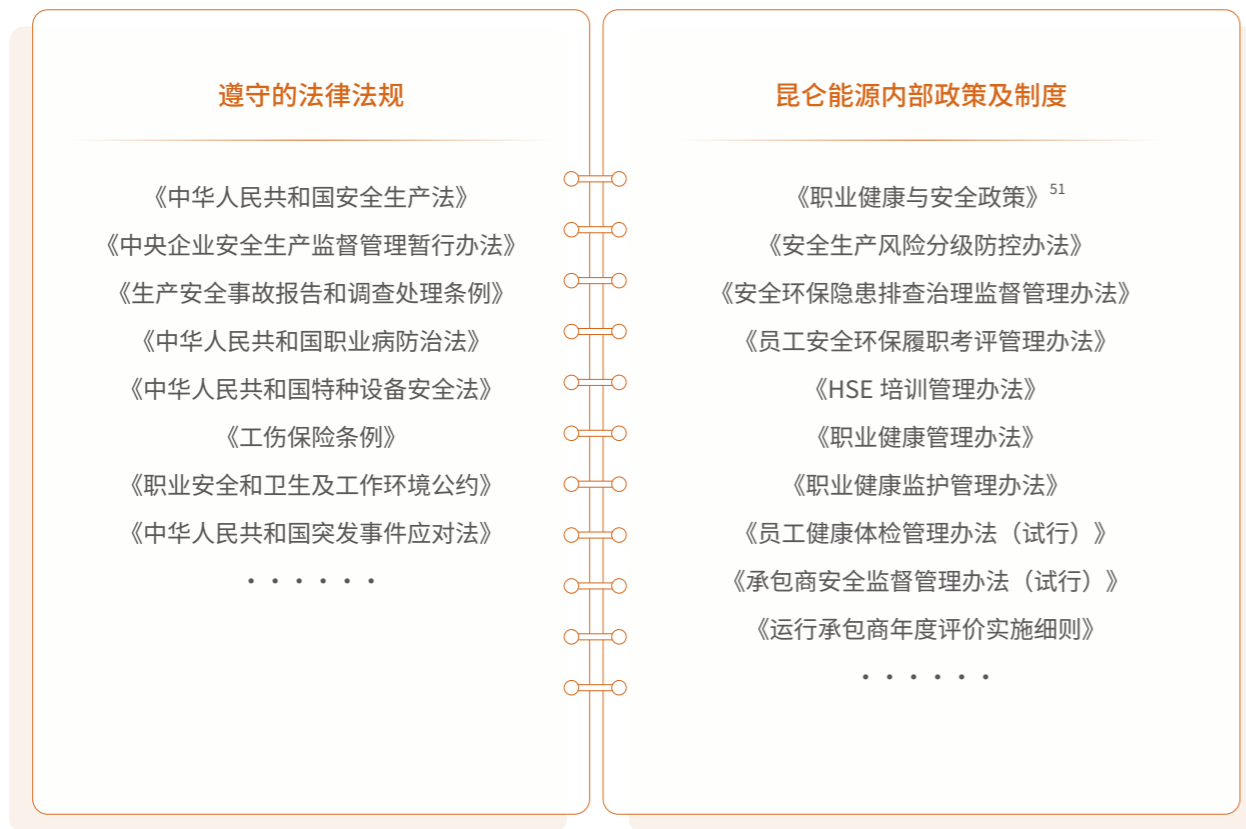 遵守的法律法规
《中华人民共和国安全生产法》
《中央企业安全生产监督管理暂行办法》
《生产安全事故报告和调查处理条例》
《中华人民共和国职业病防治法》
《中华人民共和国特种设备安全法》
《工伤保险条例》
《职业安全和卫生及工作环境公约》
《中华人民共和国突发事件应对法》
······
昆仑能源内部政策及制度
《职业健康与安全政策》51
《安全生产风险分级防控办法》
《安全环保隐患排查治理监督管理办法》
《员工安全环保履职考评管理办法》
《HSE 培训管理办法》
《职业健康管理办法》
《职业健康监护管理办法》
《员工健康体检管理办法（试行）》
《承包商安全监督管理办法（试行）》
《运行承包商年度评价实施细则》
······